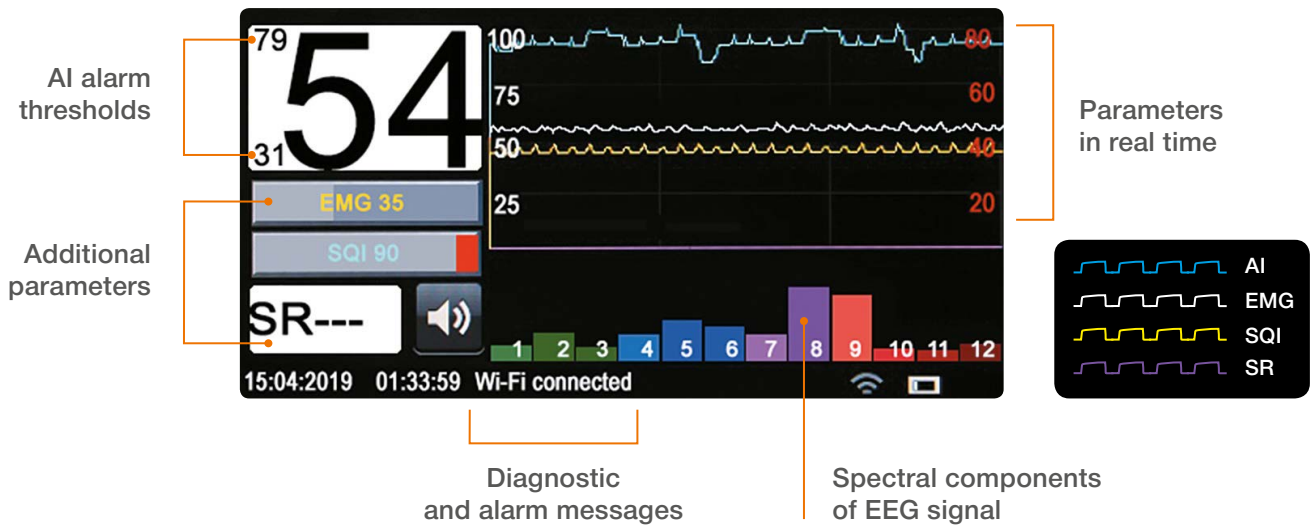 AI alarm
thresholds
79
54
31
100
75
50
25
80
60
40
20
Parameters
in real time
Additional
parameters
EMG 35
SQI 90
SR---
1 2 3 4 5 6 7 8 9 10 11 12
15:04:2019 01:33:59 Wi-Fi connected
AI
EMG
SQI
SR
Diagnostic
and alarm messages
Spectral components
of EEG signal